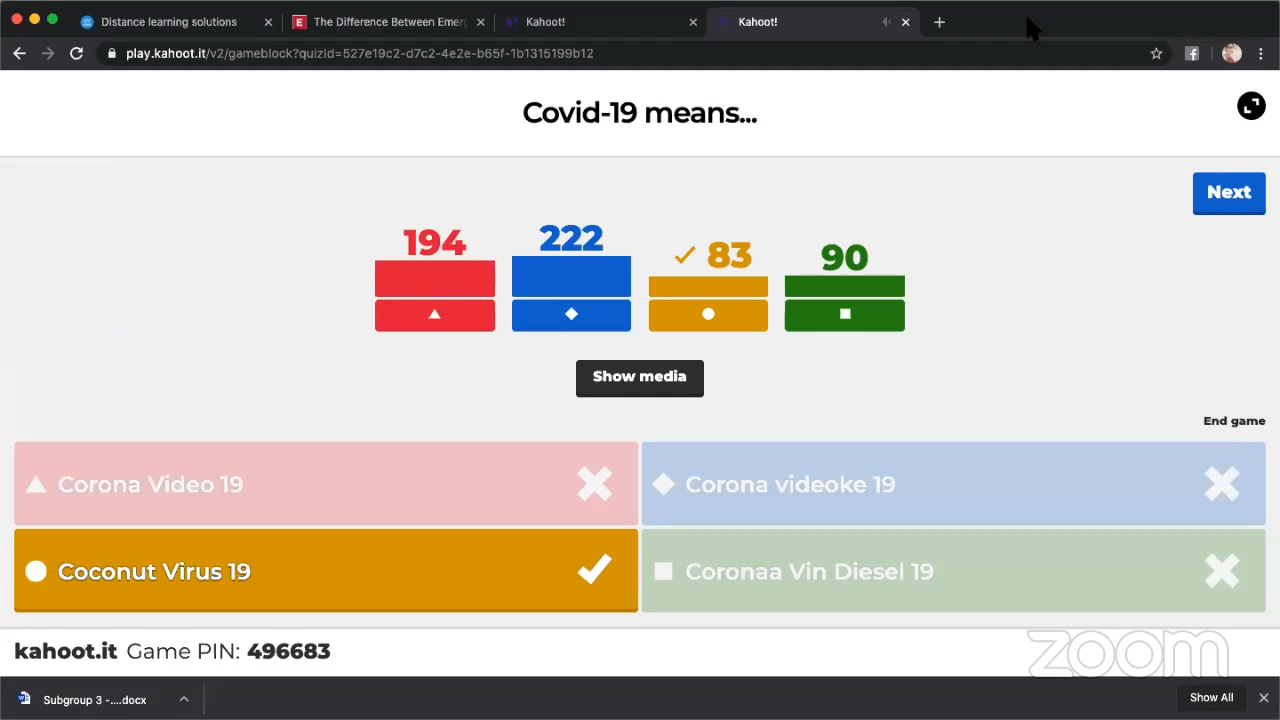 Distance learning solutions
The Difference Between Emerg
Kahoot!
Kahoot!
play.kahoot.it/v2/gameblock?quizId=527e19c2-d7c2-4e2e-b65f-1b1315199b12
Covid-19 means...
Next
194
222
83
90
Show media
End game
Corona Video 19
Corona videoke 19
Coconut Virus 19
Coronaa Vin Diesel 19
kahoot.it Game PIN: 496683
zoom
Subgroup 3 -....docx
Show All